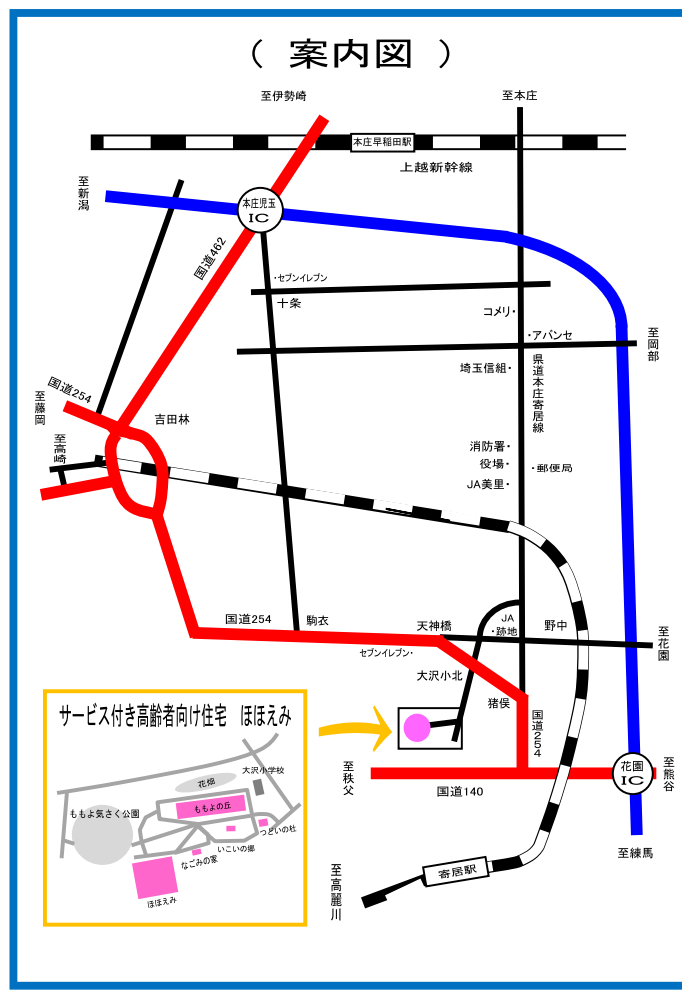 （ 案内図 ）
至伊勢崎
至本庄
本庄早稲田駅
上越新幹線
至新潟
本庄児玉
IC
国道462
・セブンイレブン
十条
コメリ・
・アバンセ
至岡部
埼玉信組・
県道本庄寄居線
国道254
至藤岡
吉田林
至高崎
消防署・
役場・
・郵便局
JA美里・
国道254
駒衣
天神橋
JA
・跡地
野中
至花園
セブンイレブン・
大沢小北
猪俣
国道254
サービス付き高齢者向け住宅　ほほえみ
大沢小学校
花畑
ももよの丘
ももよ気さく公園
つどいの杜
いこいの郷
なごみの家
ほほえみ
至秩父
国道140
花園
IC
至熊谷
至練馬
寄居駅
至高麗川